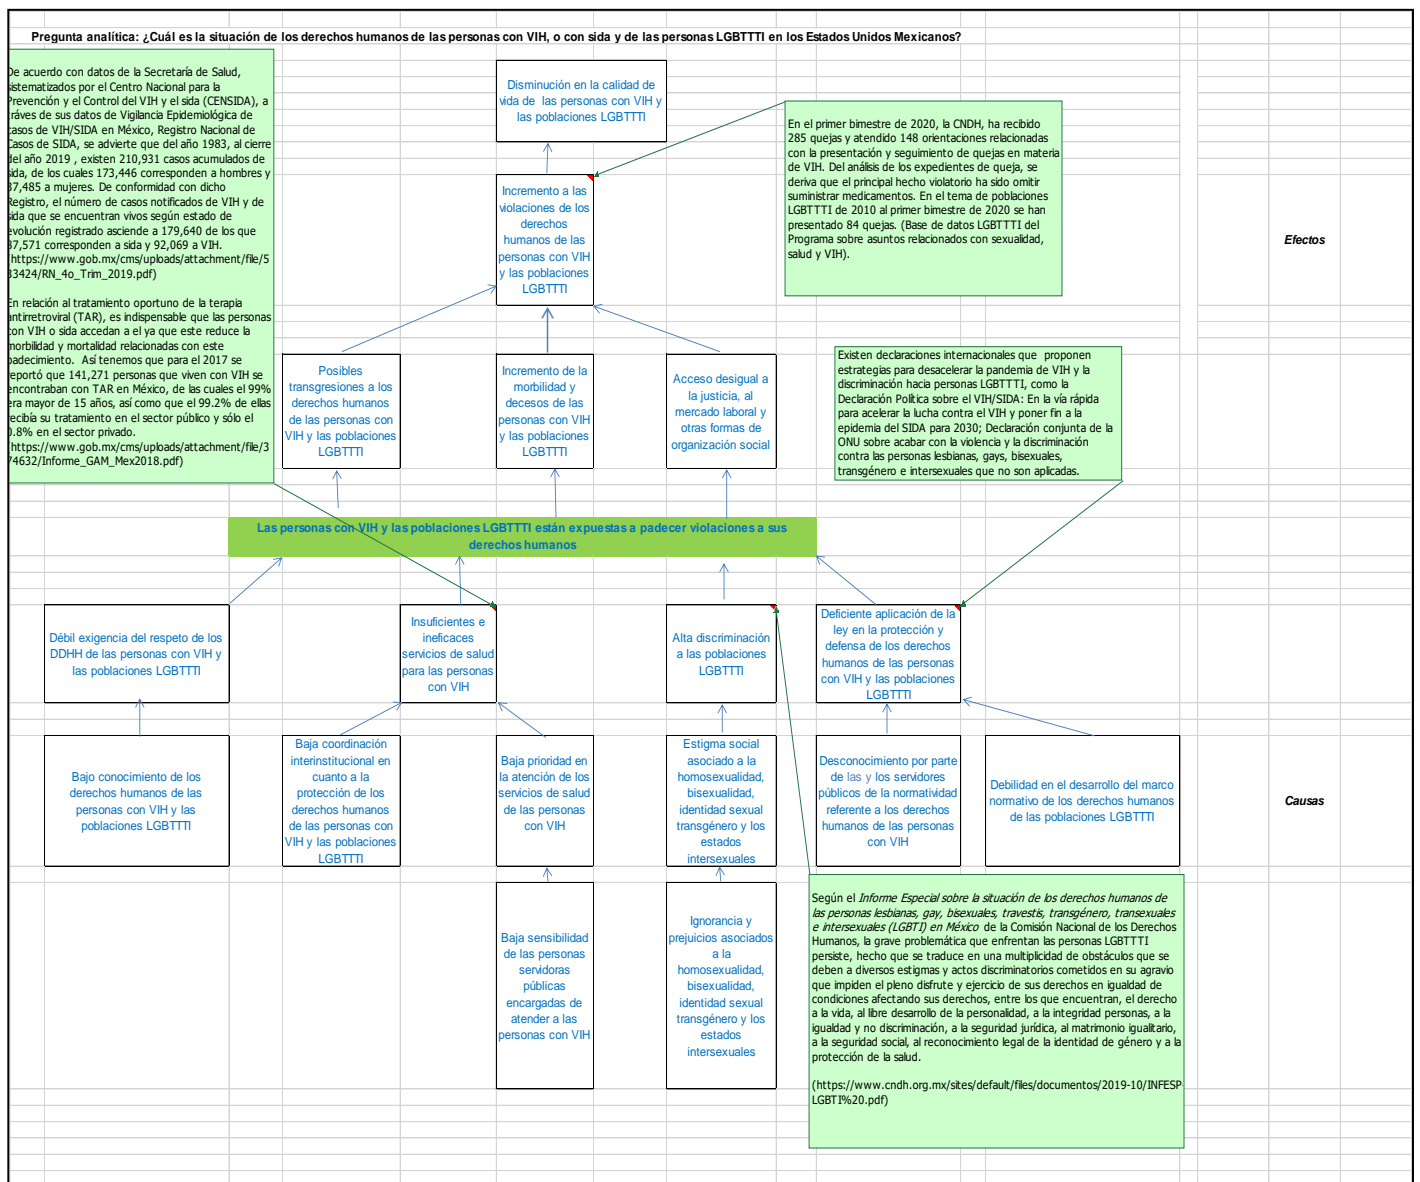 Pregunta analítica: ¿Cuál es la situación de los derechos humanos de las personas con VIH, o con sida y de las personas LGBTTTI en los Estados Unidos Mexicanos?
De acuerdo con datos de la Secretaría de Salud,
sistematizados por el Centro Nacional para la
Prevención y el Control del VIH y el sida (CENSIDA), a
tráves de sus datos de Vigilancia Epidemiológica de
casos de VIH/SIDA en México, Registro Nacional de
Casos de SIDA, se advierte que del año 1983, al cierre
del año 2019 , existen 210,931 casos acumulados de
sida, de los cuales 173,446 corresponden a hombres y
37,485 a mujeres. De conformidad con dicho
Registro, el número de casos notificados de VIH y de
sida que se encuentran vivos según estado de
evolución registrado asciende a 179,640 de los que
87,571 corresponden a sida y 92,069 a VIH.
(https://www.gob.mx/cms/uploads/attachment/file/5
33424/RN_4o_Trim_2019.pdf)
En relación al tratamiento oportuno de la terapia
antirretroviral (TAR), es indispensable que las personas
con VIH o sida accedan a el ya que este reduce la
morbilidad y mortalidad relacionadas con este
padecimiento. Así tenemos que para el 2017 se
reportó que 141,271 personas que viven con VIH se
encontraban con TAR en México, de las cuales el 99%
era mayor de 15 años, así como que el 99.2% de ellas
recibía su tratamiento en el sector público y sólo el
0.8% en el sector privado.
(https://www.gob.mx/cms/uploads/attachment/file/3
74632/Informe_GAM_Mex2018.pdf)
Disminución en la calidad de
vida de las personas con VIH y
las poblaciones LGBTTTI
En el primer bimestre de 2020, la CNDH, ha recibido
285 quejas y atendido 148 orientaciones relacionadas
con la presentación y seguimiento de quejas en materia
de VIH. Del análisis de los expedientes de queja, se
deriva que el principal hecho violatorio ha sido omitir
suministrar medicamentos. En el tema de poblaciones
LGBTTTI de 2010 al primer bimestre de 2020 se han
presentado 84 quejas. (Base de datos LGBTTTI del
Programa sobre asuntos relacionados con sexualidad,
salud y VIH).
Incremento a las
violaciones de los
derechos
humanos de las
personas con VIH
y las poblaciones
LGBTTTI
Efectos
Posibles
transgresiones a los
derechos humanos
de las personas con
VIH y las poblaciones
LGBTTTI
Incremento de la
morbilidad y
decesos de las
personas con VIH
y las poblaciones
LGBTTTI
Acceso desigual a
la justicia, al
mercado laboral y
otras formas de
organización social
Existen declaraciones internacionales que proponen
estrategias para desacelerar la pandemia de VIH y la
discriminación hacia personas LGBTTTI, como la
Declaración Política sobre el VIH/SIDA: En la vía rápida
para acelerar la lucha contra el VIH y poner fin a la
epidemia del SIDA para 2030; Declaración conjunta de la
ONU sobre acabar con la violencia y la discriminación
contra las personas lesbianas, gays, bisexuales,
transgénero e intersexuales que no son aplicadas.
Las personas con VIH y las poblaciones LGBTTTI están expuestas a padecer violaciones a sus
derechos humanos
Débil exigencia del respeto de los
DDHH de las personas con VIH y
las poblaciones LGBTTTI
Insuficientes e
ineficaces
servicios de salud
para las personas
con VIH
Alta discriminación
a las poblaciones
LGBTTTI
Deficiente aplicación de la
ley en la protección y
defensa de los derechos
humanos de las personas
con VIH y las poblaciones
LGBTTTI
Bajo conocimiento de los
derechos humanos de las
personas con VIH y las
poblaciones LGBTTTI
Baja coordinación
interinstitucional en
cuanto a la
protección de los
derechos humanos
de las personas con
VIH y las poblaciones
LGBTTTI
Baja prioridad en
la atención de los
servicios de salud
de las personas
con VIH
Estigma social
asociado a la
homosexualidad,
bisexualidad,
identidad sexual
transgénero y los
estados
intersexuales
Desconocimiento por parte
de las y los servidores
públicos de la normatividad
referente a los derechos
humanos de las personas
con VIH
Debilidad en el desarrollo del marco
normativo de los derechos humanos
de las poblaciones LGBTTTI
Causas
Baja sensibilidad
de las personas
servidoras
públicas
encargadas de
atender a las
personas con VIH
Ignorancia y
prejuicios asociados
a la
homosexualidad,
bisexualidad,
identidad sexual
transgénero y los
estados
intersexuales
Según el Informe Especial sobre la situación de los derechos humanos de
las personas lesbianas, gay, bisexuales, travestis, transgénero, transexuales
e intersexuales (LGBTI) en México de la Comisión Nacional de los Derechos
Humanos, la grave problemática que enfrentan las personas LGBTTTI
persiste, hecho que se traduce en una multiplicidad de obstáculos que se
deben a diversos estigmas y actos discriminatorios cometidos en su agravio
que impiden el pleno disfrute y ejercicio de sus derechos en igualdad de
condiciones afectando sus derechos, entre los que encuentran, el derecho
a la vida, al libre desarrollo de la personalidad, a la integridad personas, a la
igualdad y no discriminación, a la seguridad jurídica, al matrimonio igualitario,
a la seguridad social, al reconocimiento legal de la identidad de género y a la
protección de la salud.
(https://www.cndh.org.mx/sites/default/files/documentos/2019-10/INFESP-
LGBTI%20.pdf)